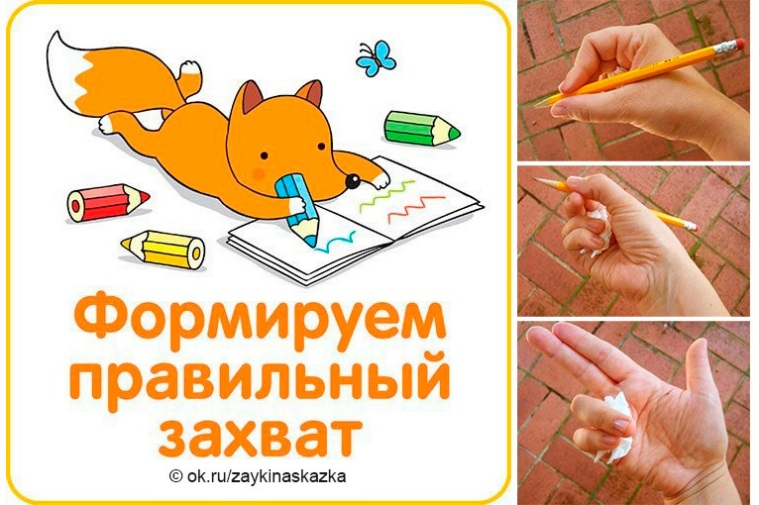 Формируем
правильный
захват
© ok.ru/zaykinaskazka